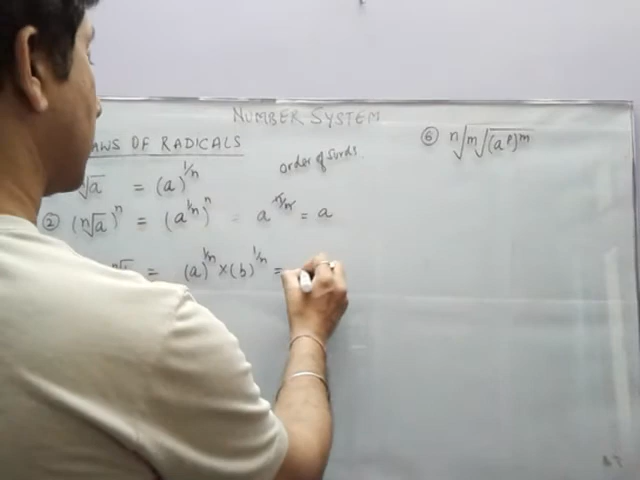 NUMBER SYSTEM
LAWS OF RADICALS
order of surds.
√a = (a)^1/n
② (ⁿ√a)ⁿ = (a^1/n)ⁿ = a^n/n = a
= (a)^1/n × (b)^1/n =
⑥ ⁿ√ᵐ√(aᵖ)ᵐ